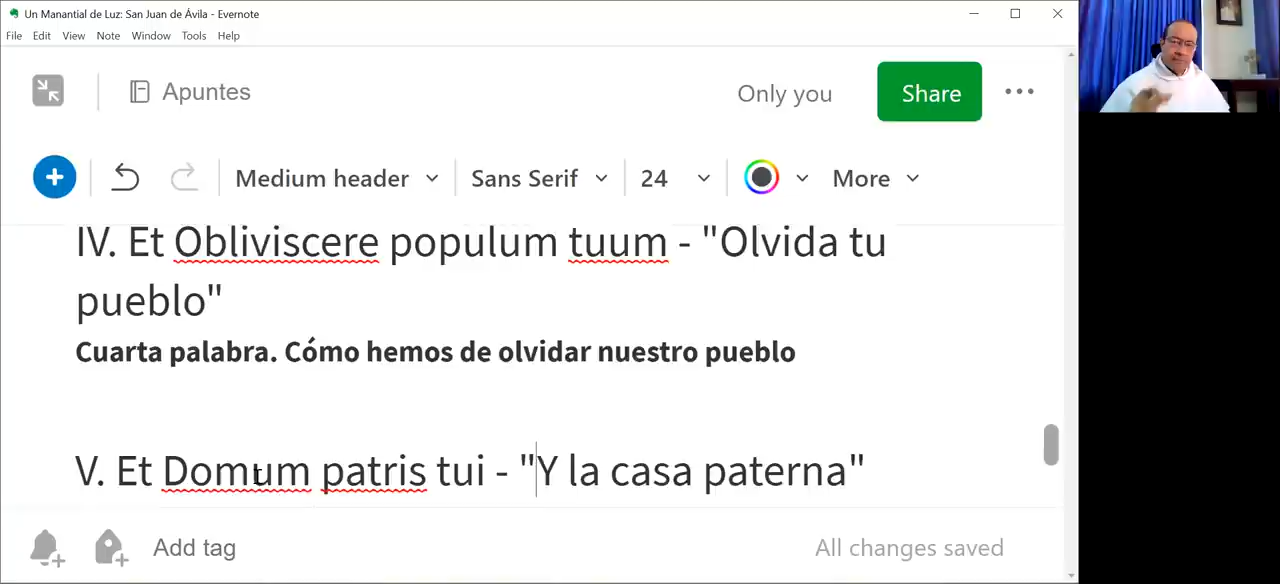 Un Manantial de Luz: San Juan de Ávila - Evernote
File Edit View Note Window Tools Help
Apuntes
Only you
Share
Medium header
Sans Serif
24
More
IV. Et Obliviscere populum tuum - "Olvida tu
pueblo"
Cuarta palabra. Cómo hemos de olvidar nuestro pueblo
V. Et Domum patris tui - "Y la casa paterna"
Add tag
All changes saved